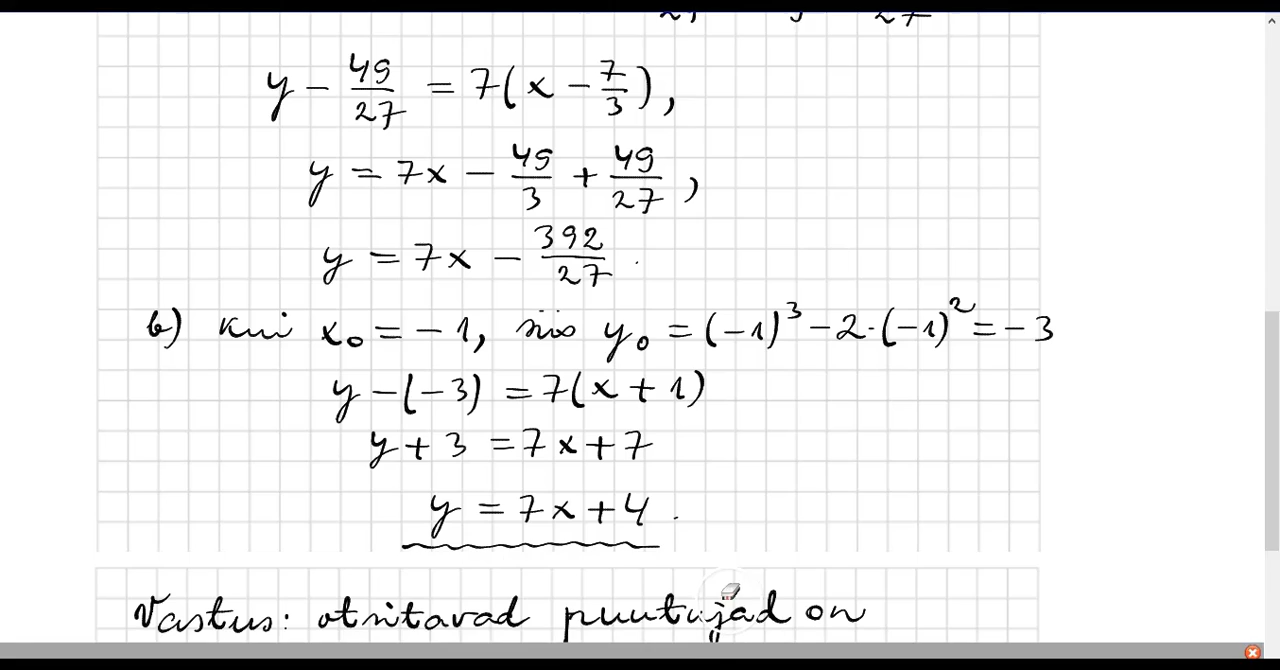 y - 49/27 = 7(x - 7/3),
y = 7x - 49/3 + 49/27,
y = 7x - 392/27.
b) kui x₀ = -1, siis y₀ = (-1)³ - 2·(-1)² = -3
y - (-3) = 7(x + 1)
y + 3 = 7x + 7
y = 7x + 4.
Vastus: otsitavad puutujad on